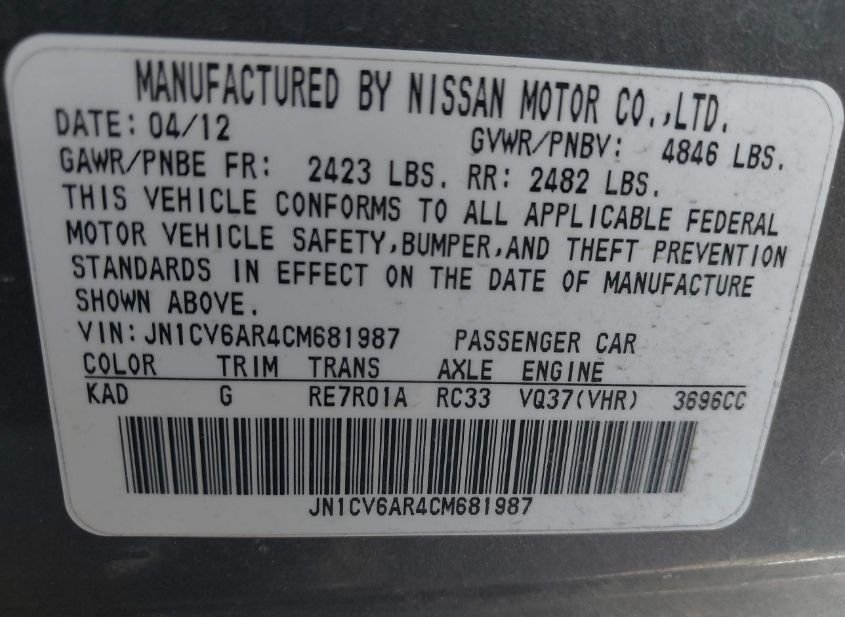 MANUFACTURED BY NISSAN MOTOR CO.,LTD.
DATE: 04/12 GVWR/PNBV: 4846 LBS.
GAWR/PNBE FR: 2423 LBS. RR: 2482 LBS.
THIS VEHICLE CONFORMS TO ALL APPLICABLE FEDERAL
MOTOR VEHICLE SAFETY,BUMPER,AND THEFT PREVENTION
STANDARDS IN EFFECT ON THE DATE OF MANUFACTURE
SHOWN ABOVE.
VIN: JN1CV6AR4CM681987 PASSENGER CAR
COLOR TRIM TRANS AXLE ENGINE
KAD G RE7R01A RC33 VQ37(VHR) 3696CC
JN1CV6AR4CM681987